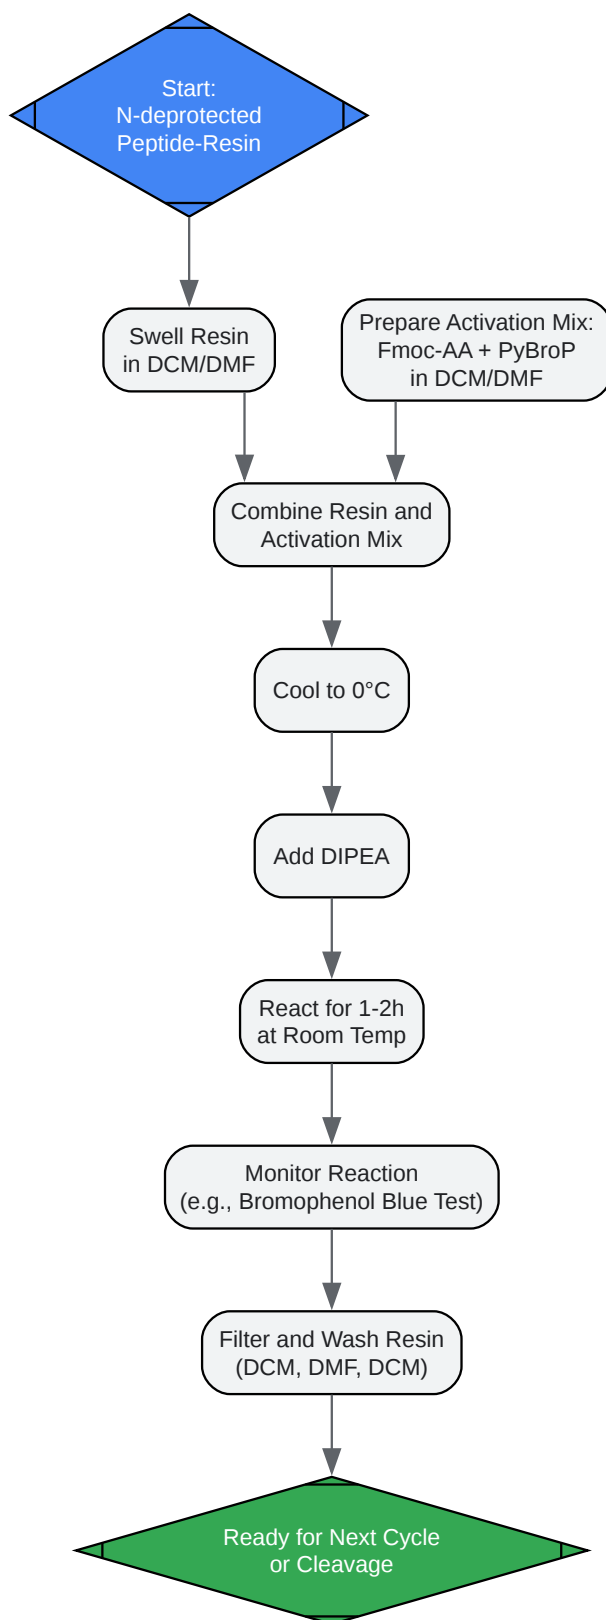 Start:
N-deprotected
Peptide-Resin
Swell Resin
in DCM/DMF
Prepare Activation Mix:
Fmoc-AA + PyBroP
in DCM/DMF
Combine Resin and
Activation Mix
Cool to 0°C
Add DIPEA
React for 1-2h
at Room Temp
Monitor Reaction
(e.g., Bromophenol Blue Test)
Filter and Wash Resin
(DCM, DMF, DCM)
Ready for Next Cycle
or Cleavage